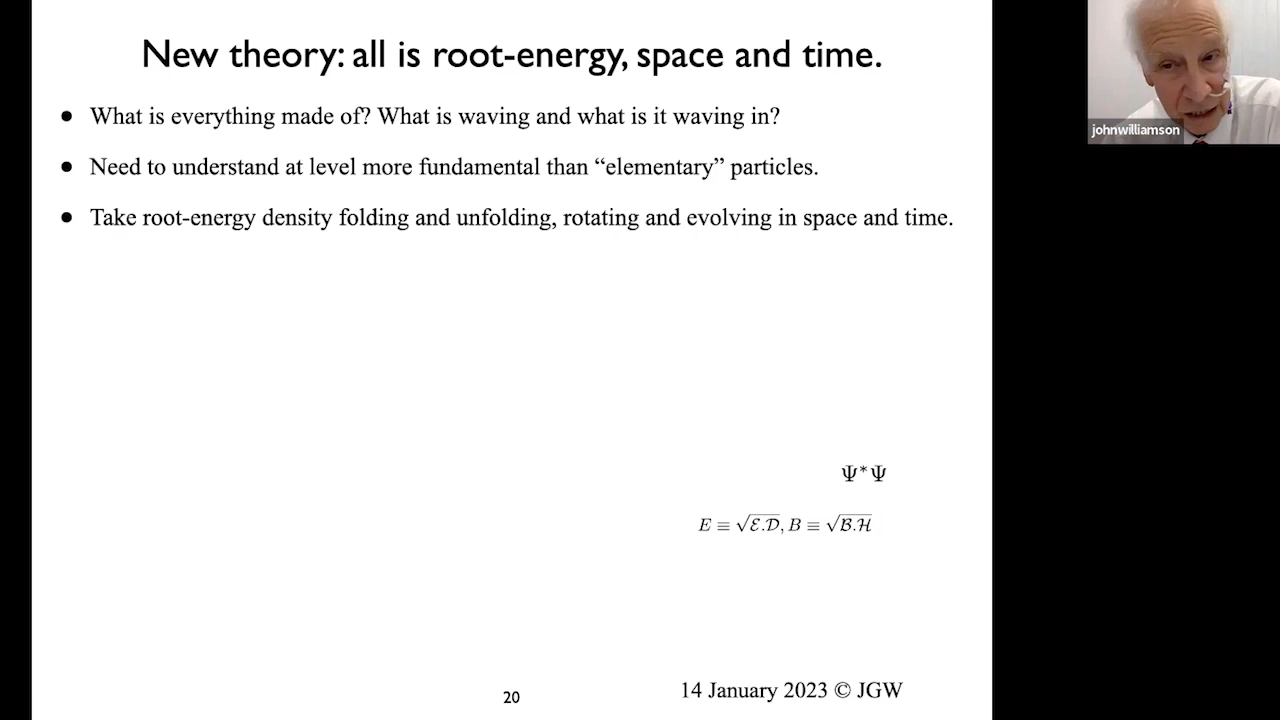 New theory: all is root-energy, space and time.
● What is everything made of? What is waving and what is it waving in?
● Need to understand at level more fundamental than “elementary” particles.
● Take root-energy density folding and unfolding, rotating and evolving in space and time.
Ψ*Ψ
E ≡ √ℰ.𝒟, B ≡ √ℬ.ℋ
20
14 January 2023 © JGW
johnwilliamson